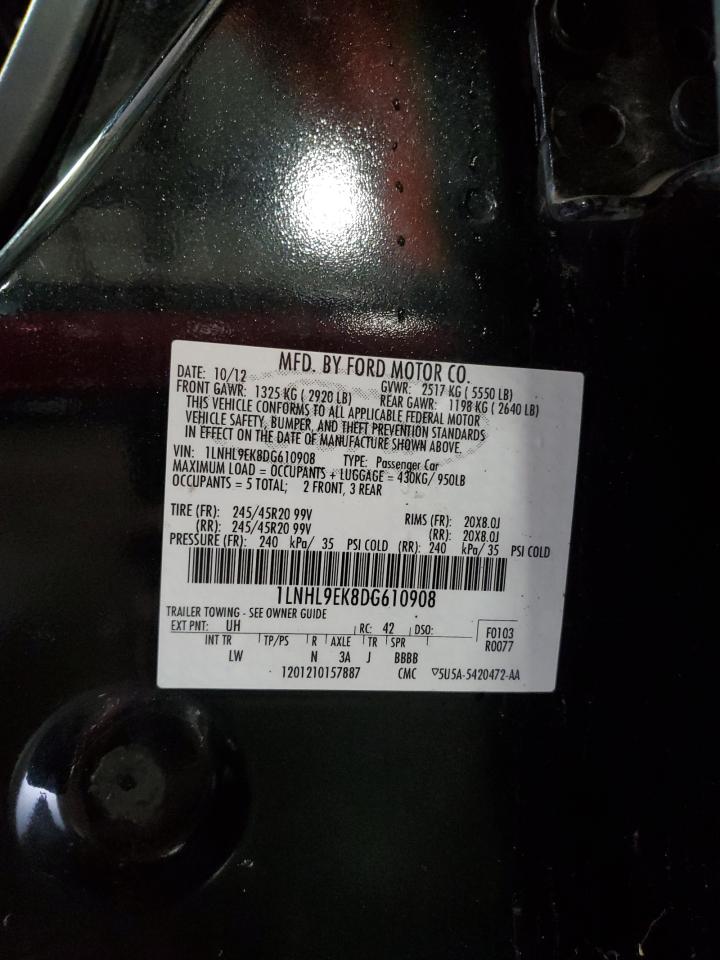 MFD. BY FORD MOTOR CO.
DATE: 10/12 GVWR: 2517 KG ( 5550 LB)
FRONT GAWR: 1325 KG ( 2920 LB) REAR GAWR: 1198 KG ( 2640 LB)
THIS VEHICLE CONFORMS TO ALL APPLICABLE FEDERAL MOTOR
VEHICLE SAFETY, BUMPER, AND THEFT PREVENTION STANDARDS
IN EFFECT ON THE DATE OF MANUFACTURE SHOWN ABOVE.
VIN: 1LNHL9EK8DG610908 TYPE: Passenger Car
MAXIMUM LOAD = OCCUPANTS + LUGGAGE = 430KG/ 950LB
OCCUPANTS = 5 TOTAL; 2 FRONT, 3 REAR
TIRE (FR): 245/45R20 99V RIMS (FR): 20X8.0J
(RR): 245/45R20 99V (RR): 20X8.0J
PRESSURE (FR): 240 kPa/ 35 PSI COLD (RR): 240 kPa/ 35 PSI COLD
1LNHL9EK8DG610908
TRAILER TOWING - SEE OWNER GUIDE
EXT PNT: UH RC: 42 DSO: F0103
INT TR TP/PS R AXLE TR SPR R0077
LW N 3A J BBBB
1201210157887 CMC ▽5U5A-5420472-AA